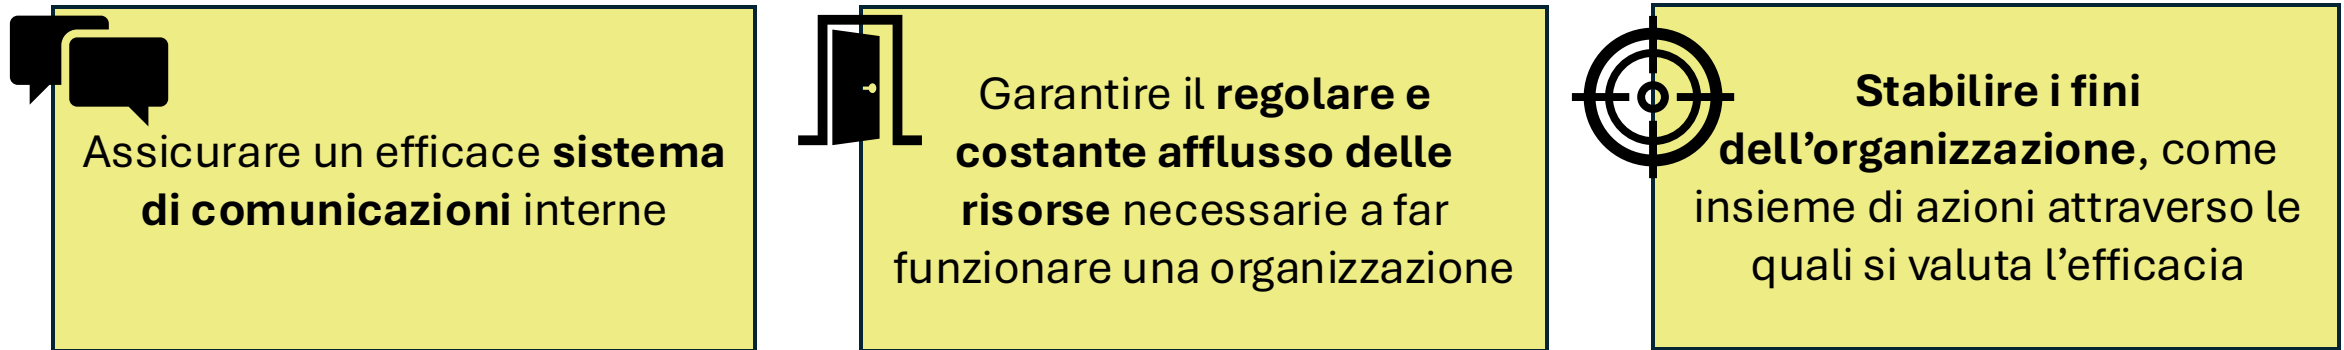 Assicurare un efficace sistema
di comunicazioni interne
Garantire il regolare e
costante afflusso delle
risorse necessarie a far
funzionare una organizzazione
Stabilire i fini
dell’organizzazione, come
insieme di azioni attraverso le
quali si valuta l’efficacia